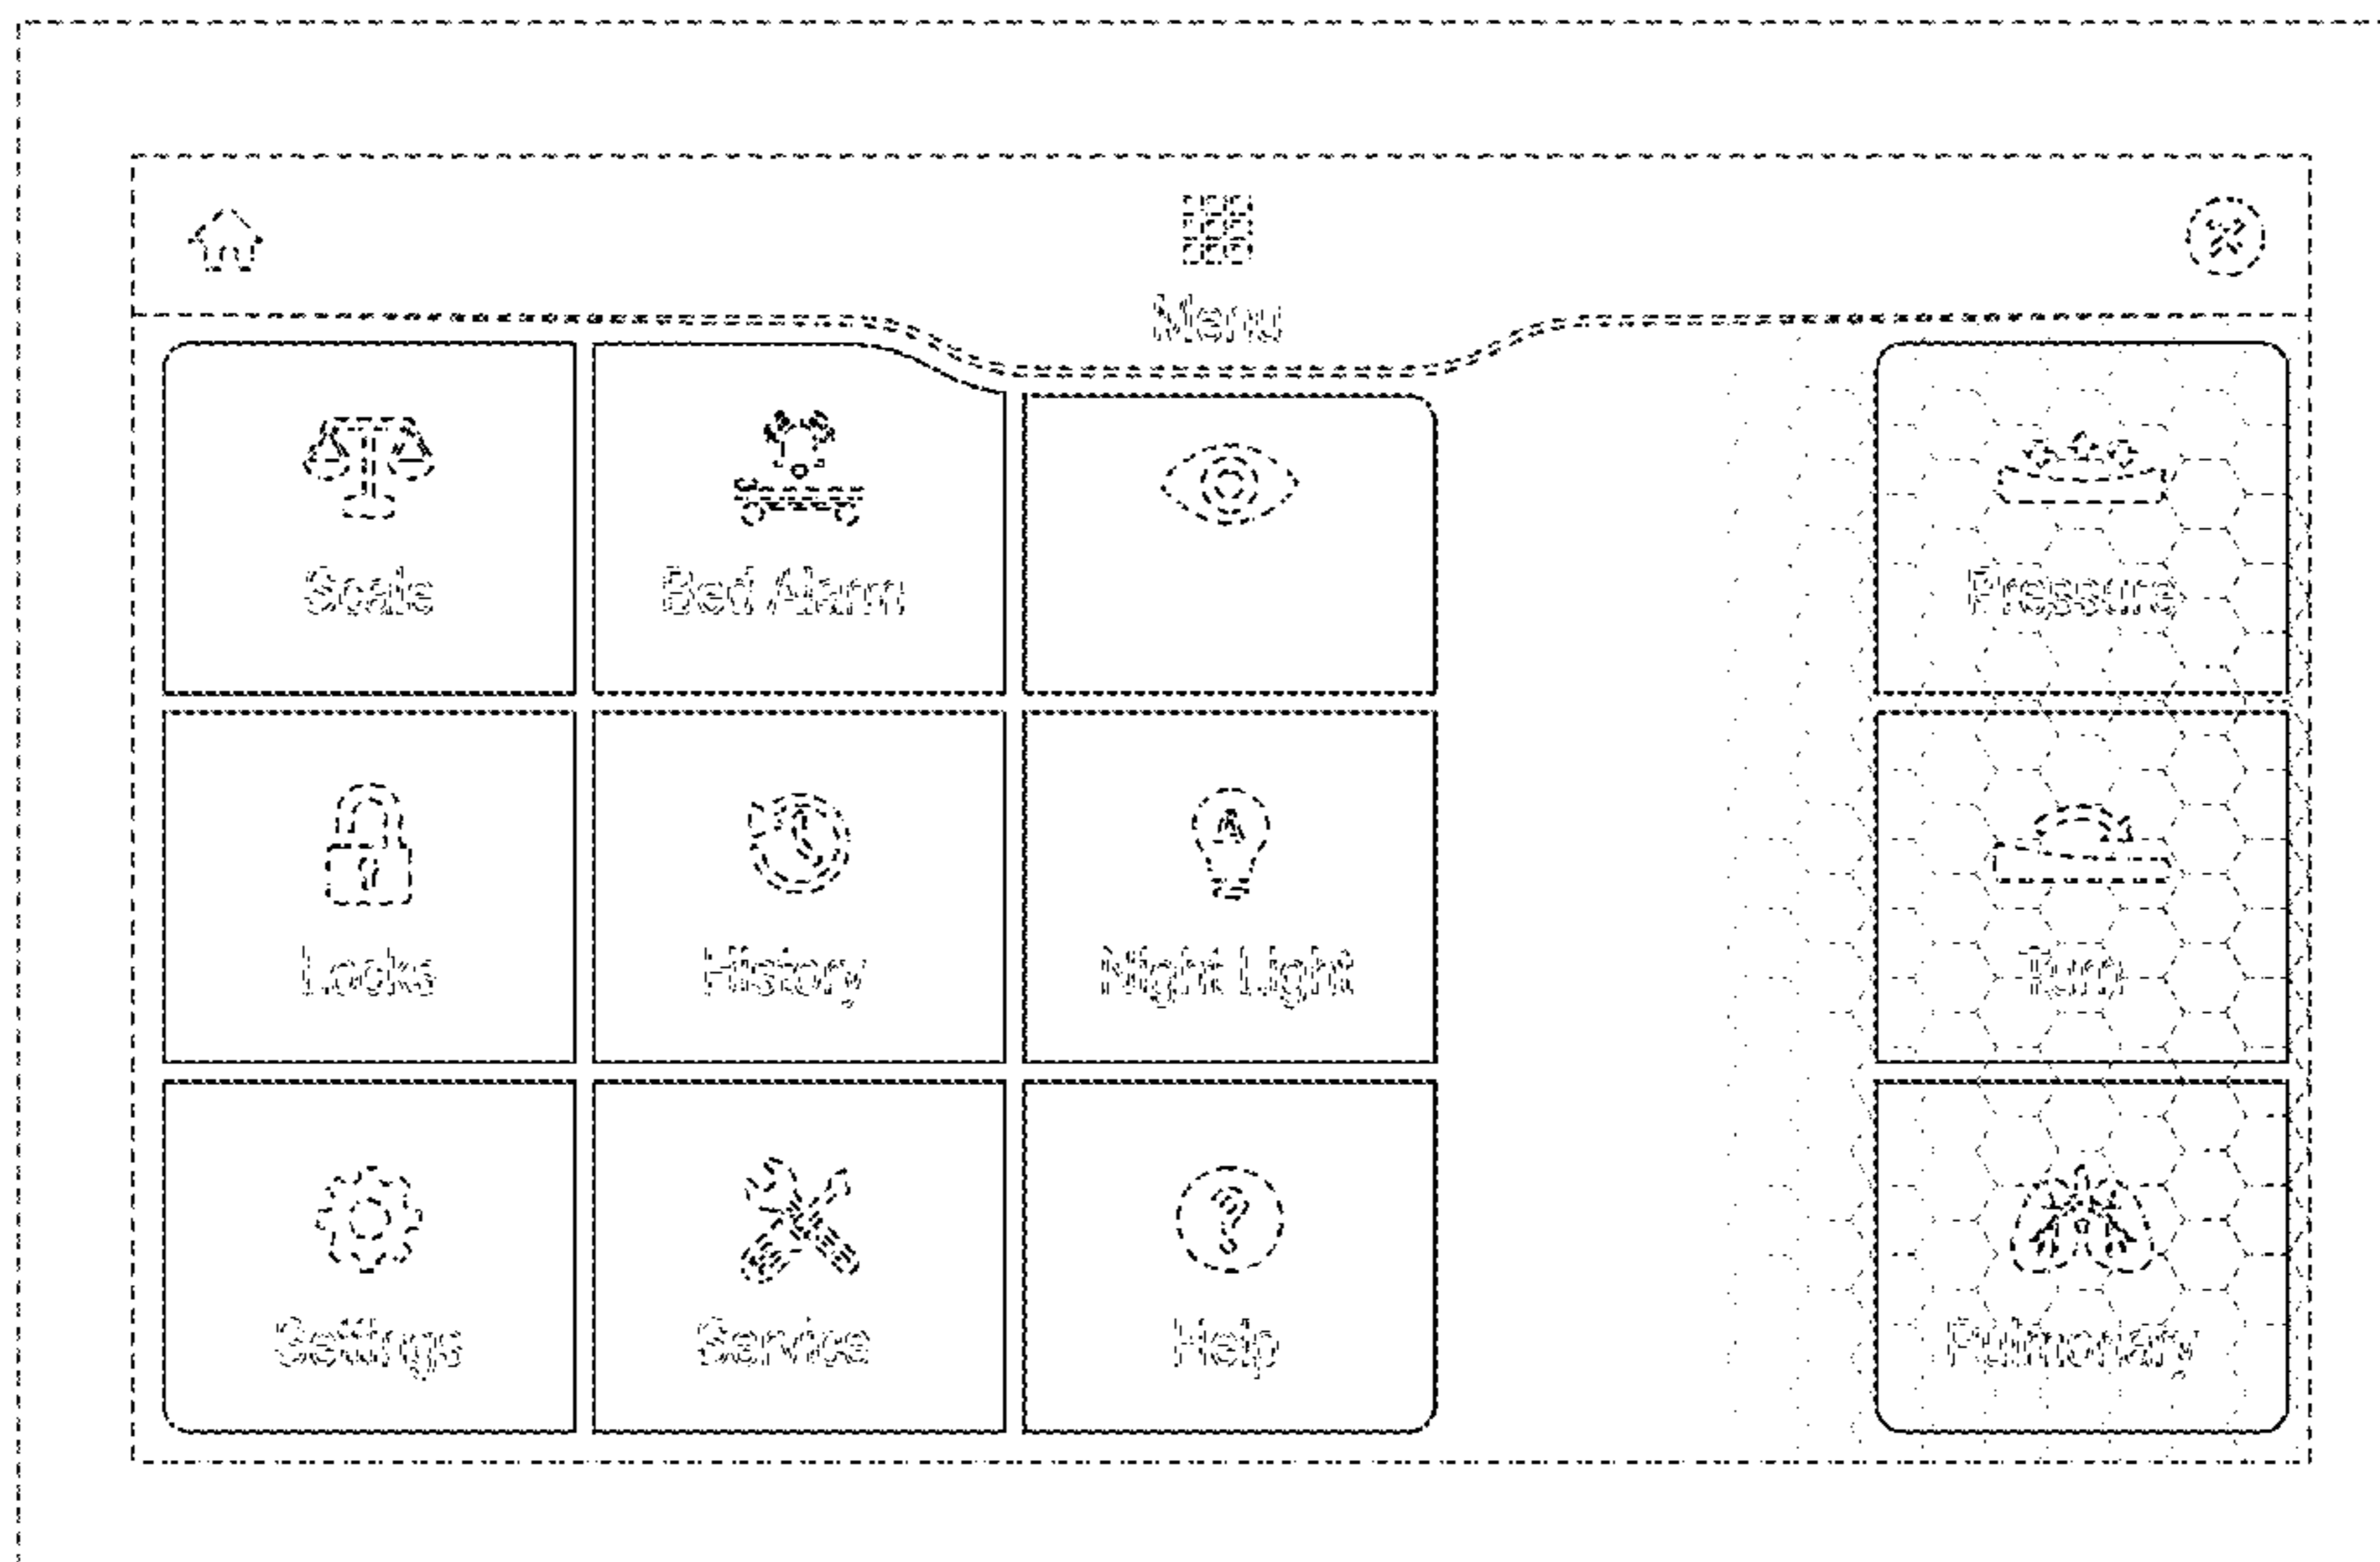 Menu
Scale
Bed Alarm
Pressure
Locks
History
Night Light
Turn
Settings
Service
Help
Pulmonary